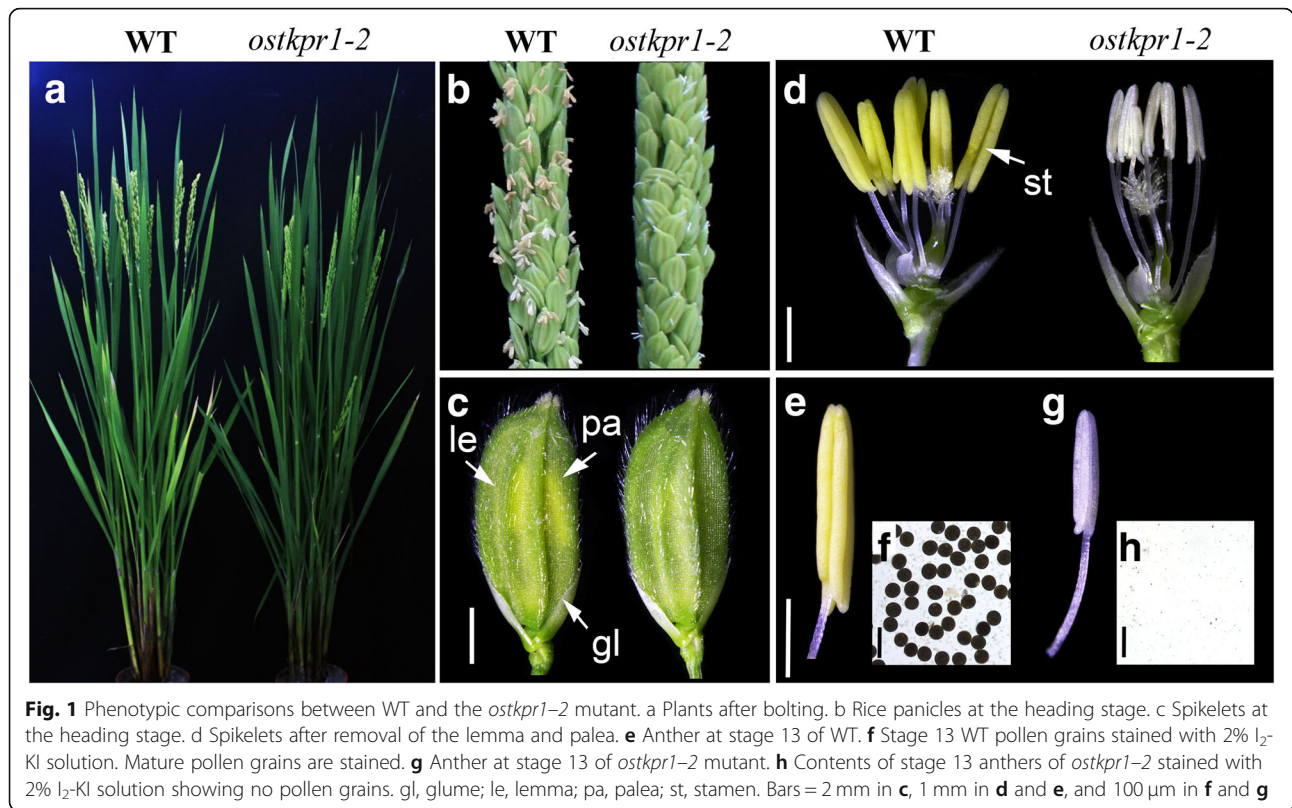 WT ostkpr1-2 WT ostkpr1-2 WT ostkpr1-2
a
b
c
le
pa
gl
d
st
e
f
g
h
Fig. 1 Phenotypic comparisons between WT and the ostkpr1–2 mutant. a Plants after bolting. b Rice panicles at the heading stage. c Spikelets at
the heading stage. d Spikelets after removal of the lemma and palea. e Anther at stage 13 of WT. f Stage 13 WT pollen grains stained with 2% I₂-
KI solution. Mature pollen grains are stained. g Anther at stage 13 of ostkpr1–2 mutant. h Contents of stage 13 anthers of ostkpr1–2 stained with
2% I₂-KI solution showing no pollen grains. gl, glume; le, lemma; pa, palea; st, stamen. Bars = 2 mm in c, 1 mm in d and e, and 100 μm in f and g